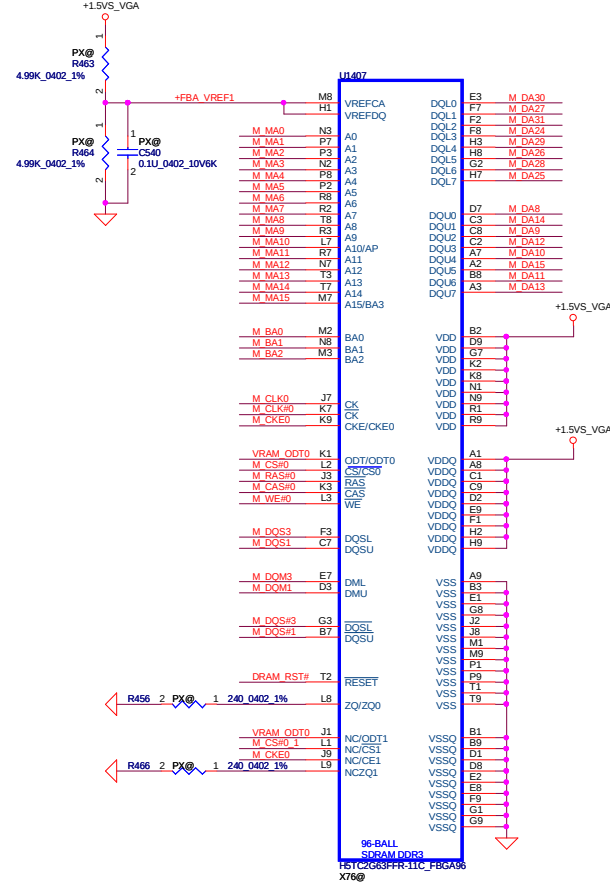 +1.5VS_VGA
1
PX@
R463
4.99K_0402_1%
2
+FBA_VREF1
PX@
R464
4.99K_0402_1%
1
2
1
PX@
C540
0.1U_0402_10V6K
2
U1407
M8 VREFCA
H1 VREFDQ
M_MA0 N3 A0
M_MA1 P7 A1
M_MA2 P3 A2
M_MA3 N2 A3
M_MA4 P8 A4
M_MA5 P2 A5
M_MA6 R8 A6
M_MA7 R2 A7
M_MA8 T8 A8
M_MA9 R3 A9
M_MA10 L7 A10/AP
M_MA11 R7 A11
M_MA12 N7 A12
M_MA13 T3 A13
M_MA14 T7 A14
M_MA15 M7 A15/BA3
M_BA0 M2 BA0
M_BA1 N8 BA1
M_BA2 M3 BA2
M_CLK0 J7 CK
M_CLK#0 K7 CK
M_CKE0 K9 CKE/CKE0
VRAM_ODT0 K1 ODT/ODT0
M_CS#0 L2 CS/CS0
M_RAS#0 J3 RAS
M_CAS#0 K3 CAS
M_WE#0 L3 WE
M_DQS3 F3 DQSL
M_DQS1 C7 DQSU
M_DQM3 E7 DML
M_DQM1 D3 DMU
M_DQS#3 G3 DQSL
M_DQS#1 B7 DQSU
DRAM_RST# T2 RESET
R456 2 PX@ 1 240_0402_1% L8 ZQ/ZQ0
VRAM_ODT0 J1 NC/ODT1
M_CS#0_1 L1 NC/CS1
M_CKE0 J9 NC/CE1
R466 2 PX@ 1 240_0402_1% L9 NCZQ1
DQL0 E3 M_DA30
DQL1 F7 M_DA27
DQL2 F2 M_DA31
DQL3 F8 M_DA24
DQL4 H3 M_DA29
DQL5 H8 M_DA26
DQL6 G2 M_DA28
DQL7 H7 M_DA25
DQU0 D7 M_DA8
DQU1 C3 M_DA14
DQU2 C8 M_DA9
DQU3 C2 M_DA12
DQU4 A7 M_DA10
DQU5 A2 M_DA15
DQU6 B8 M_DA11
DQU7 A3 M_DA13
+1.5VS_VGA
VDD B2
VDD D9
VDD G7
VDD K2
VDD K8
VDD N1
VDD N9
VDD R1
VDD R9
+1.5VS_VGA
VDDQ A1
VDDQ A8
VDDQ C1
VDDQ C9
VDDQ D2
VDDQ E9
VDDQ F1
VDDQ H2
VDDQ H9
VSS A9
VSS B3
VSS E1
VSS G8
VSS J2
VSS J8
VSS M1
VSS M9
VSS P1
VSS P9
VSS T1
VSS T9
VSSQ B1
VSSQ B9
VSSQ D1
VSSQ D8
VSSQ E2
VSSQ E8
VSSQ F9
VSSQ G1
VSSQ G9
96-BALL
SDRAM DDR3
H5TC2G63FFR-11C_FBGA96
X76@